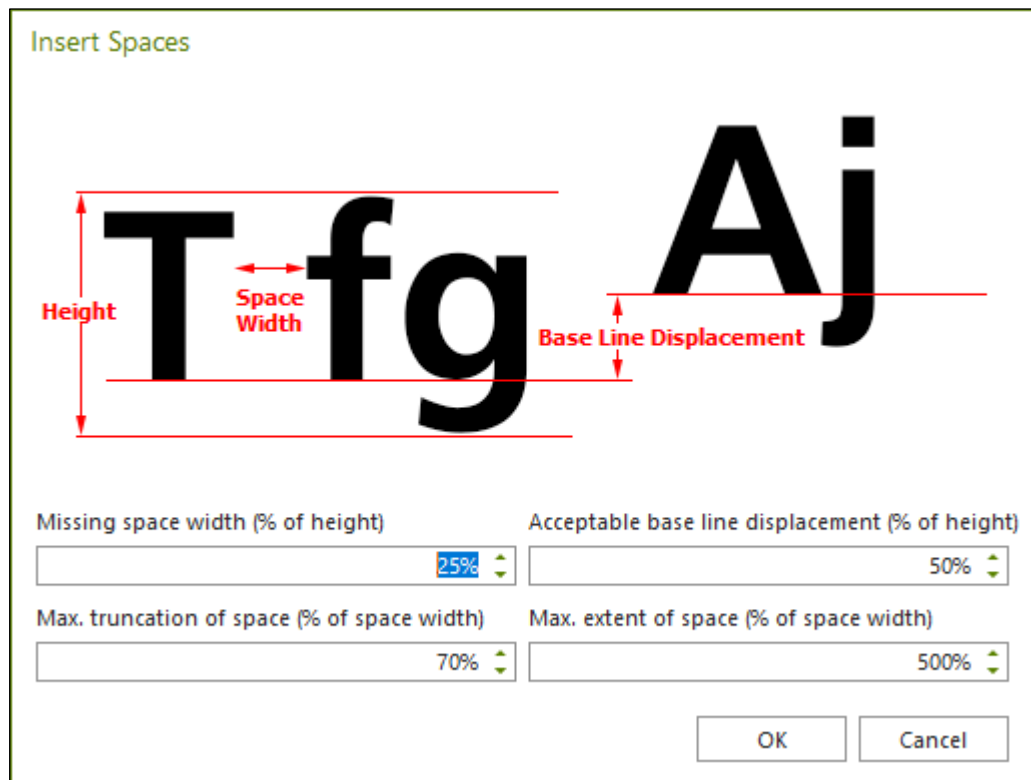 Insert Spaces
T fg Aj
Height
Space
Width
Base Line Displacement
Missing space width (% of height)
Acceptable base line displacement (% of height)
25%
50%
Max. truncation of space (% of space width)
Max. extent of space (% of space width)
70%
500%
OK
Cancel